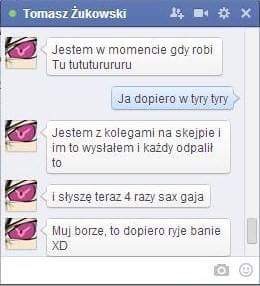 Tomasz Żukowski
Jestem w momencie gdy robi
Tu tututurururu
Ja dopiero w tyry tyry
Jestem z kolegami na skejpie i
im to wysłałem i każdy odpalił
to
i słyszę teraz 4 razy sax gaja
Muj borze, to dopiero ryje banie
XD